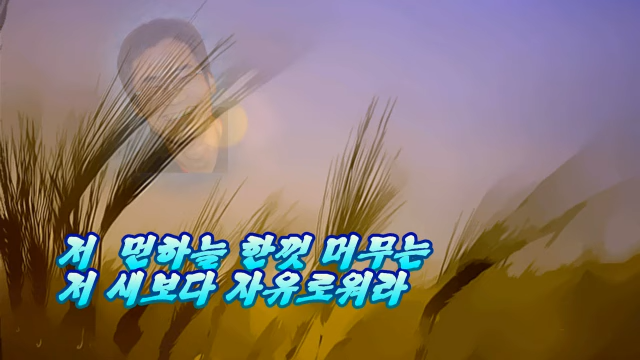 저 먼하늘 한껏 머무는
저 새보다 자유로워라